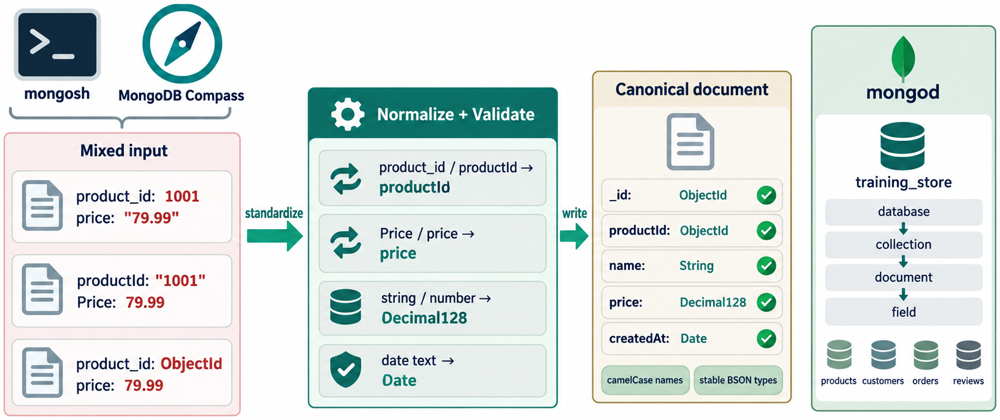 mongosh
MongoDB Compass
Mixed input
product_id: 1001
price: "79.99"
productId: "1001"
Price: 79.99
product_id: ObjectId
price: 79.99
standardize
Normalize + Validate
product_id / productId →
productId
Price / price →
price
string / number →
Decimal128
date text →
Date
write
Canonical document
_id: ObjectId
productId: ObjectId
name: String
price: Decimal128
createdAt: Date
camelCase names
stable BSON types
mongod
training_store
database
collection
document
field
products customers orders reviews